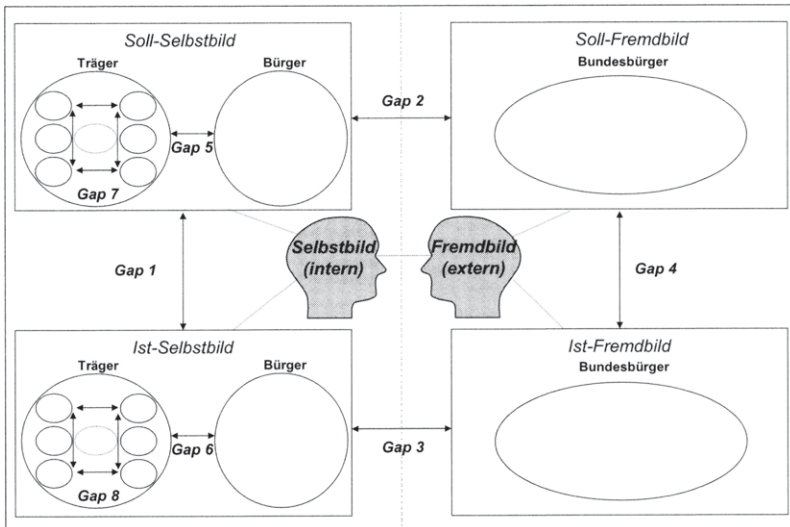 Soll-Selbstbild
Träger
Bürger
Gap 5
Gap 7
Gap 2
Soll-Fremdbild
Bundesbürger
Gap 1
Selbstbild
(intern)
Fremdbild
(extern)
Gap 4
Ist-Selbstbild
Träger
Bürger
Gap 6
Gap 8
Gap 3
Ist-Fremdbild
Bundesbürger